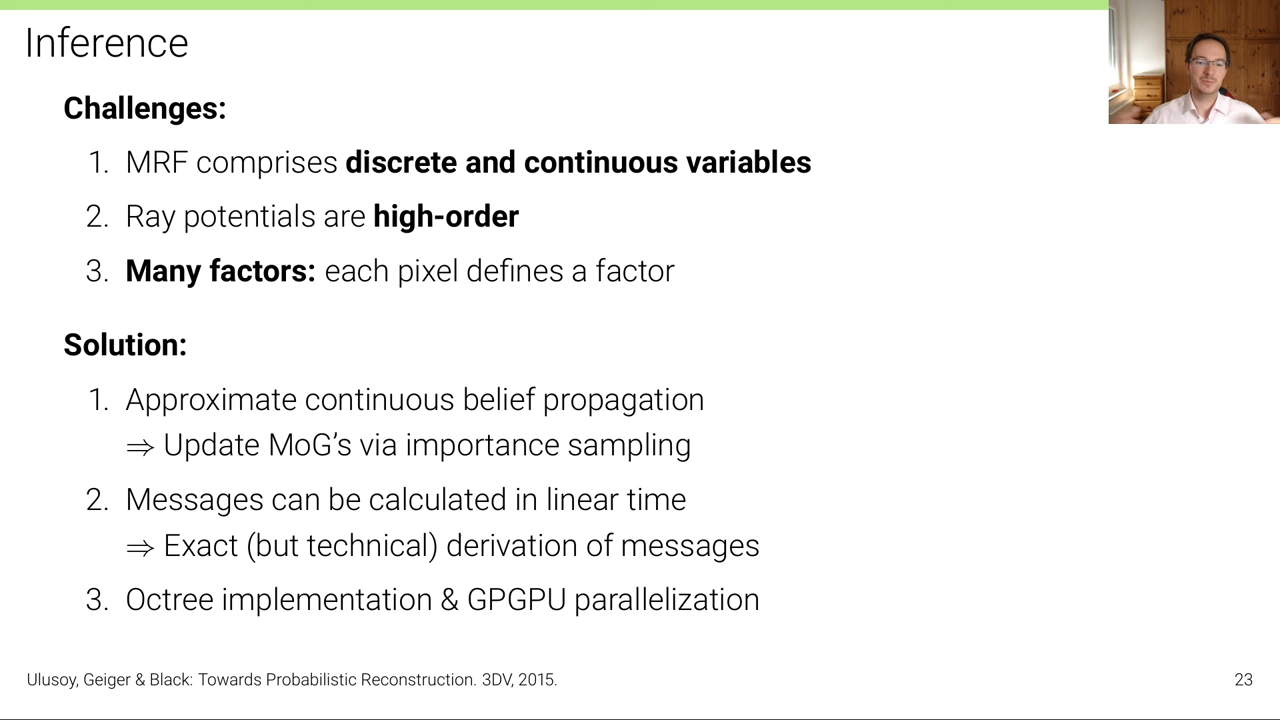 Inference
Challenges:
1. MRF comprises discrete and continuous variables
2. Ray potentials are high-order
3. Many factors: each pixel defines a factor
Solution:
1. Approximate continuous belief propagation
⇒ Update MoG's via importance sampling
2. Messages can be calculated in linear time
⇒ Exact (but technical) derivation of messages
3. Octree implementation & GPGPU parallelization
Ulusoy, Geiger & Black: Towards Probabilistic Reconstruction. 3DV, 2015.
23